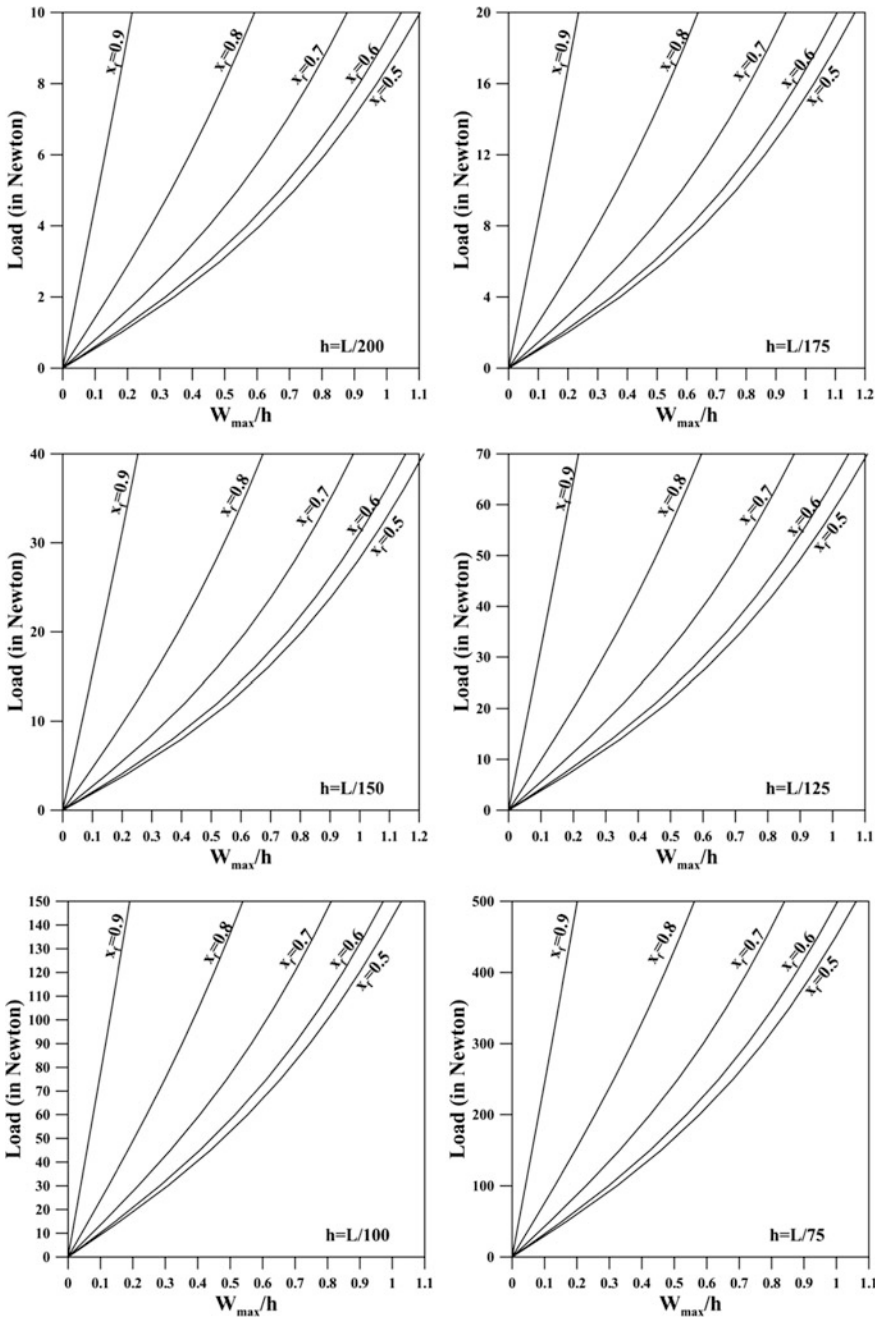 10
8
6
4
2
0
Load (in Newton)
x_f=0.9
x_f=0.8
x_f=0.7
x_f=0.6
x_f=0.5
h=L/200
0 0.1 0.2 0.3 0.4 0.5 0.6 0.7 0.8 0.9 1 1.1
W_max/h
20
16
12
8
4
0
Load (in Newton)
x_f=0.9
x_f=0.8
x_f=0.7
x_f=0.6
x_f=0.5
h=L/175
0 0.1 0.2 0.3 0.4 0.5 0.6 0.7 0.8 0.9 1 1.1 1.2
W_max/h
40
30
20
10
0
Load (in Newton)
x_f=0.9
x_f=0.8
x_f=0.7
x_f=0.6
x_f=0.5
h=L/150
0 0.1 0.2 0.3 0.4 0.5 0.6 0.7 0.8 0.9 1 1.1 1.2
W_max/h
70
60
50
40
30
20
10
0
Load (in Newton)
x_f=0.9
x_f=0.8
x_f=0.7
x_f=0.6
x_f=0.5
h=L/125
0 0.1 0.2 0.3 0.4 0.5 0.6 0.7 0.8 0.9 1 1.1
W_max/h
150
140
130
120
110
100
90
80
70
60
50
40
30
20
10
0
Load (in Newton)
x_f=0.9
x_f=0.8
x_f=0.7
x_f=0.6
x_f=0.5
h=L/100
0 0.1 0.2 0.3 0.4 0.5 0.6 0.7 0.8 0.9 1 1.1
W_max/h
500
400
300
200
100
0
Load (in Newton)
x_f=0.9
x_f=0.8
x_f=0.7
x_f=0.6
x_f=0.5
h=L/75
0 0.1 0.2 0.3 0.4 0.5 0.6 0.7 0.8 0.9 1 1.1
W_max/h